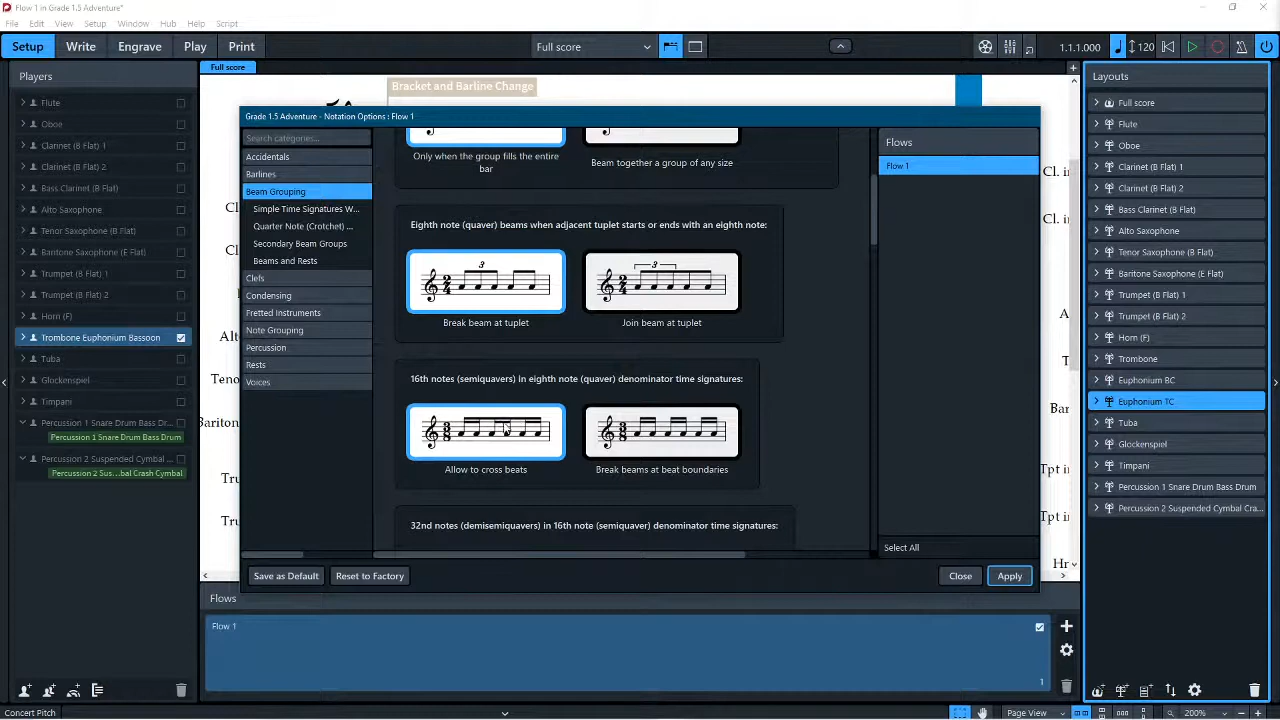 Flow 1 in Grade 1.5 Adventure*
File Edit View Setup Window Hub Help Script
Setup Write Engrave Play Print
Full score
1.1.1.000
120
Players
Flute
Oboe
Clarinet (B Flat) 1
Clarinet (B Flat) 2
Bass Clarinet (B Flat)
Alto Saxophone
Tenor Saxophone (B Flat)
Baritone Saxophone (E Flat)
Trumpet (B Flat) 1
Trumpet (B Flat) 2
Horn (F)
Trombone Euphonium Bassoon
Tuba
Glockenspiel
Timpani
Percussion 1 Snare Drum Bass Dr...
Percussion 1 Snare Drum Bass Drum
Percussion 2 Suspended Cymbal ...
Percussion 2 Sus...bal Crash Cymbal
Full score
Bracket and Barline Change
Grade 1.5 Adventure - Notation Options : Flow 1
Search categories...
Accidentals
Barlines
Beam Grouping
Simple Time Signatures W...
Quarter Note (Crotchet) ...
Secondary Beam Groups
Beams and Rests
Clefs
Condensing
Fretted Instruments
Note Grouping
Percussion
Rests
Voices
Only when the group fills the entire
bar
Beam together a group of any size
Eighth note (quaver) beams when adjacent tuplet starts or ends with an eighth note:
3
3
Break beam at tuplet
Join beam at tuplet
16th notes (semiquavers) in eighth note (quaver) denominator time signatures:
Allow to cross beats
Break beams at beat boundaries
32nd notes (demisemiquavers) in 16th note (semiquaver) denominator time signatures:
Flows
Flow 1
Select All
Save as Default
Reset to Factory
Close
Apply
Cl. i
Cl. i
Tpt i
Tpt i
Hr
Flows
Flow 1
1
Layouts
Full score
Flute
Oboe
Clarinet (B Flat) 1
Clarinet (B Flat) 2
Bass Clarinet (B Flat)
Alto Saxophone
Tenor Saxophone (B Flat)
Baritone Saxophone (E Flat)
Trumpet (B Flat) 1
Trumpet (B Flat) 2
Horn (F)
Trombone
Euphonium BC
Euphonium TC
Tuba
Glockenspiel
Timpani
Percussion 1 Snare Drum Bass Drum
Percussion 2 Suspended Cymbal Cra...
Concert Pitch
Page View
200%